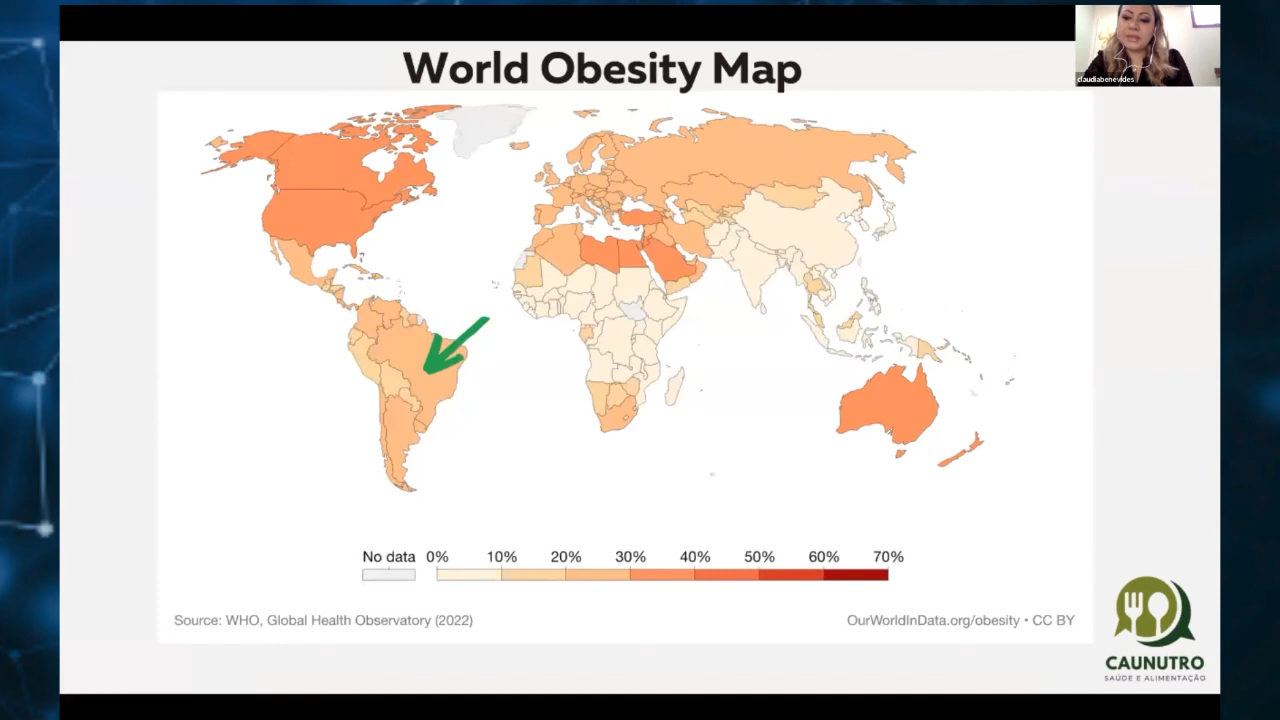 World Obesity Map
claudiabenevides
No data 0% 10% 20% 30% 40% 50% 60% 70%
Source: WHO, Global Health Observatory (2022)
OurWorldInData.org/obesity • CC BY
CAUNUTRO
SAÚDE E ALIMENTAÇÃO